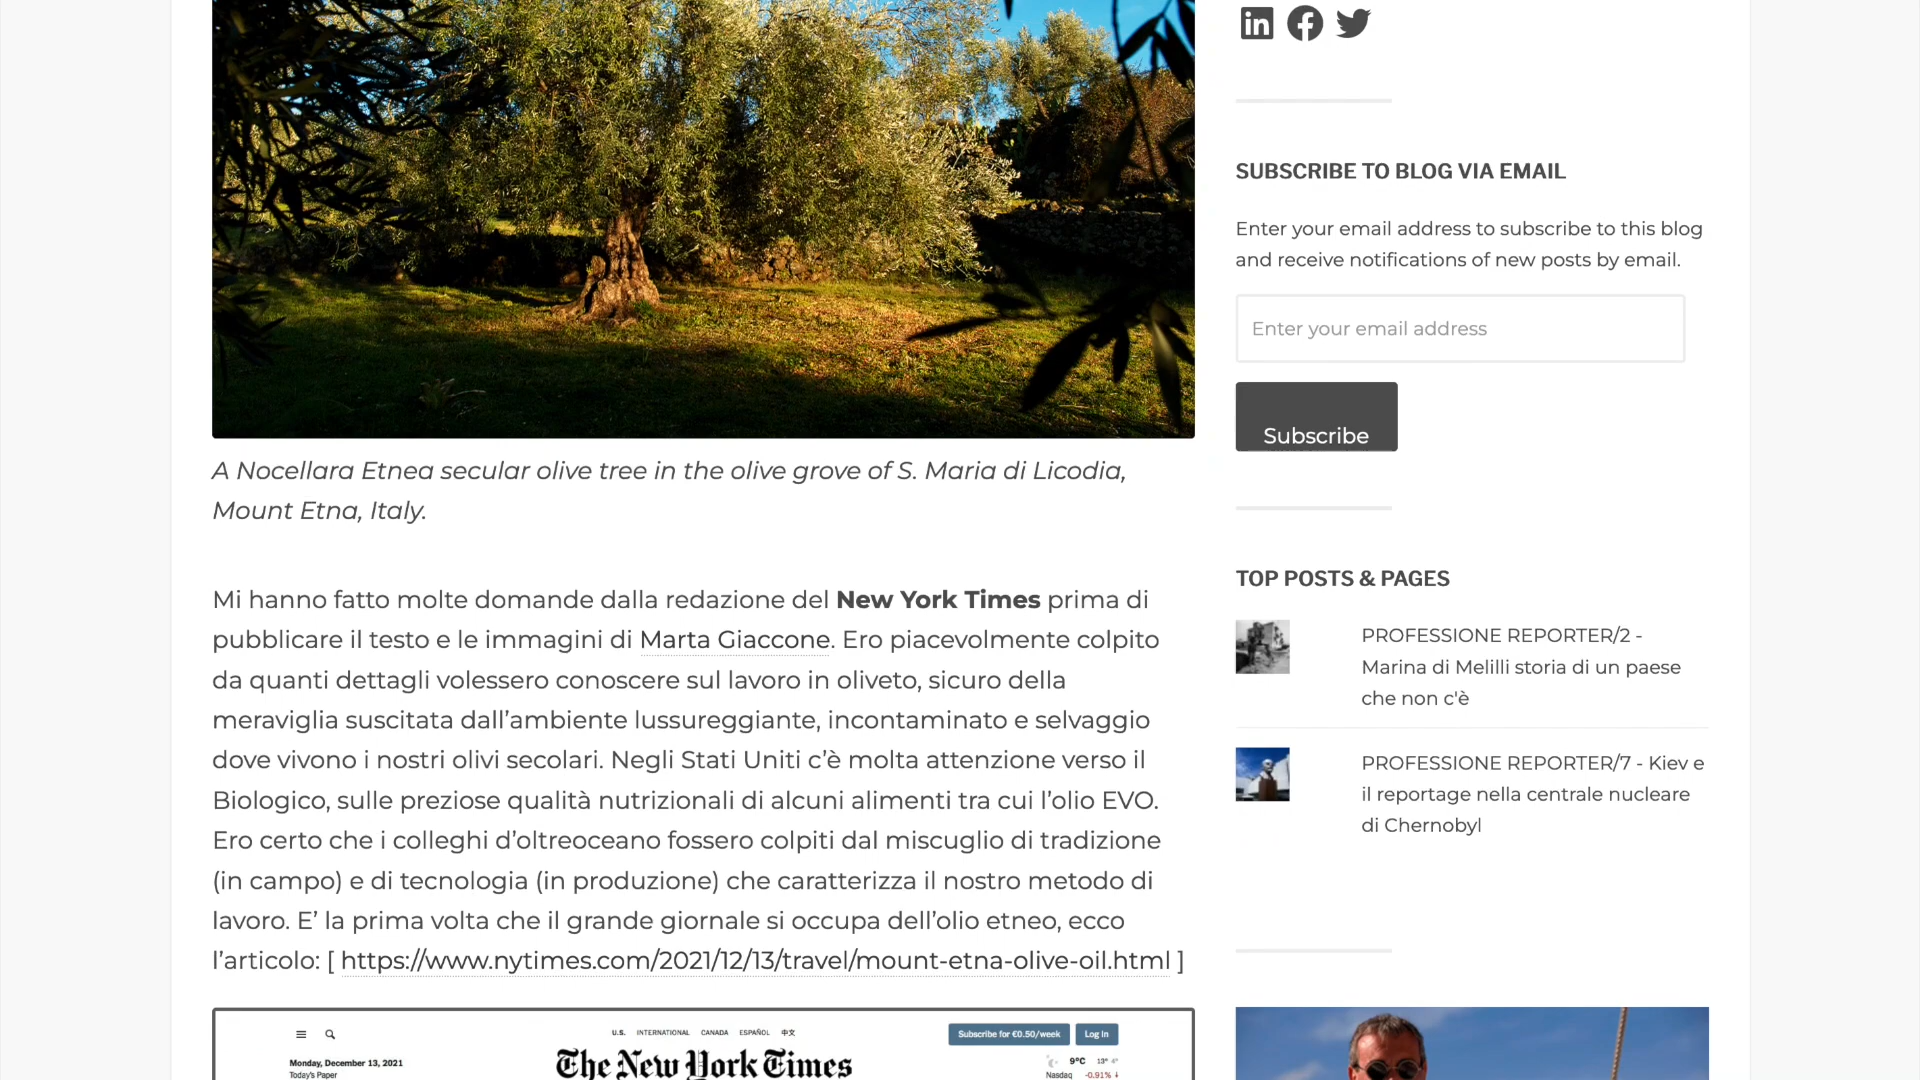 SUBSCRIBE TO BLOG VIA EMAIL
Enter your email address to subscribe to this blog
and receive notifications of new posts by email.
Enter your email address
Subscribe
A Nocellara Etnea secular olive tree in the olive grove of S. Maria di Licodia,
Mount Etna, Italy.
Mi hanno fatto molte domande dalla redazione del New York Times prima di
pubblicare il testo e le immagini di Marta Giaccone. Ero piacevolmente colpito
da quanti dettagli volessero conoscere sul lavoro in oliveto, sicuro della
meraviglia suscitata dall’ambiente lussureggiante, incontaminato e selvaggio
dove vivono i nostri olivi secolari. Negli Stati Uniti c’è molta attenzione verso il
Biologico, sulle preziose qualità nutrizionali di alcuni alimenti tra cui l’olio EVO.
Ero certo che i colleghi d’oltreoceano fossero colpiti dal miscuglio di tradizione
(in campo) e di tecnologia (in produzione) che caratterizza il nostro metodo di
lavoro. E’ la prima volta che il grande giornale si occupa dell’olio etneo, ecco
l’articolo: [ https://www.nytimes.com/2021/12/13/travel/mount-etna-olive-oil.html ]
TOP POSTS & PAGES
PROFESSIONE REPORTER/2 -
Marina di Melilli storia di un paese
che non c'è
PROFESSIONE REPORTER/7 - Kiev e
il reportage nella centrale nucleare
di Chernobyl
U.S. INTERNATIONAL CANADA ESPAÑOL 中文
Subscribe for €0.50/week
Log in
Monday, December 13, 2021
Today's Paper
The New York Times
9°C 13° 4°
Nasdaq -0.91%